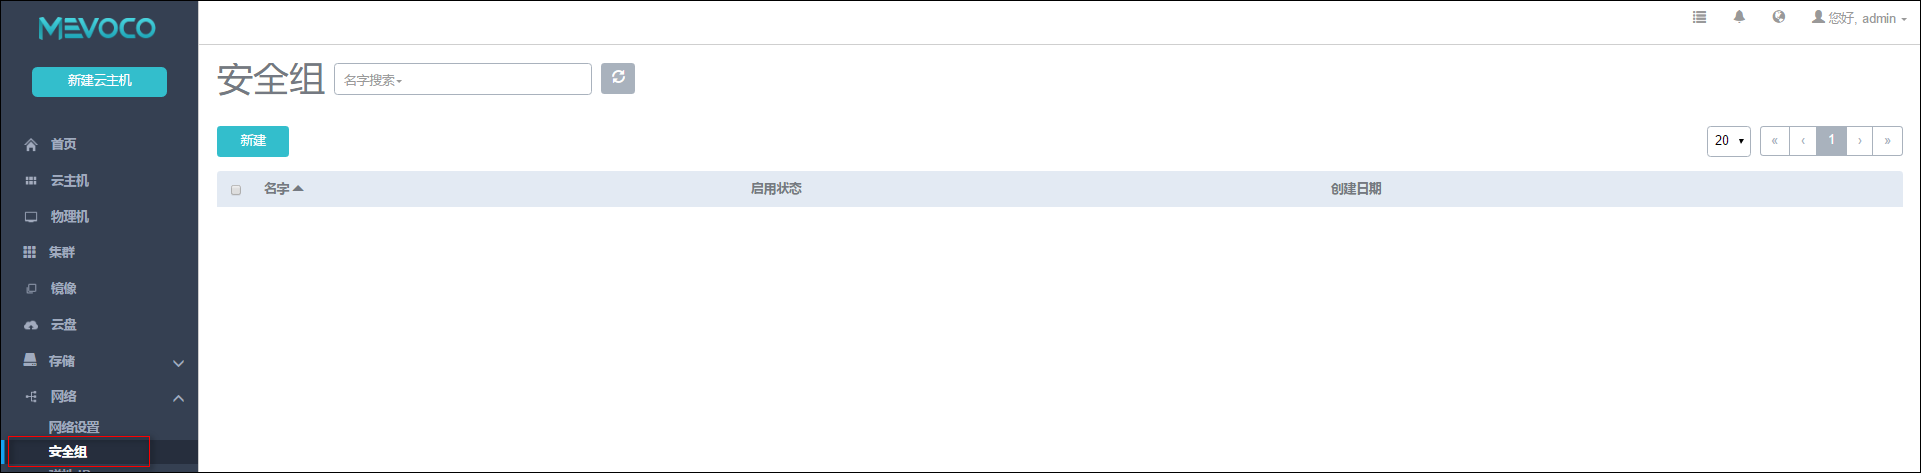 MEVOCO
您好, admin
新建云主机
安全组
名字搜索
新建
20
« ‹ 1 › »
名字 启用状态 创建日期
首页
云主机
物理机
集群
镜像
云盘
存储
网络
网络设置
安全组